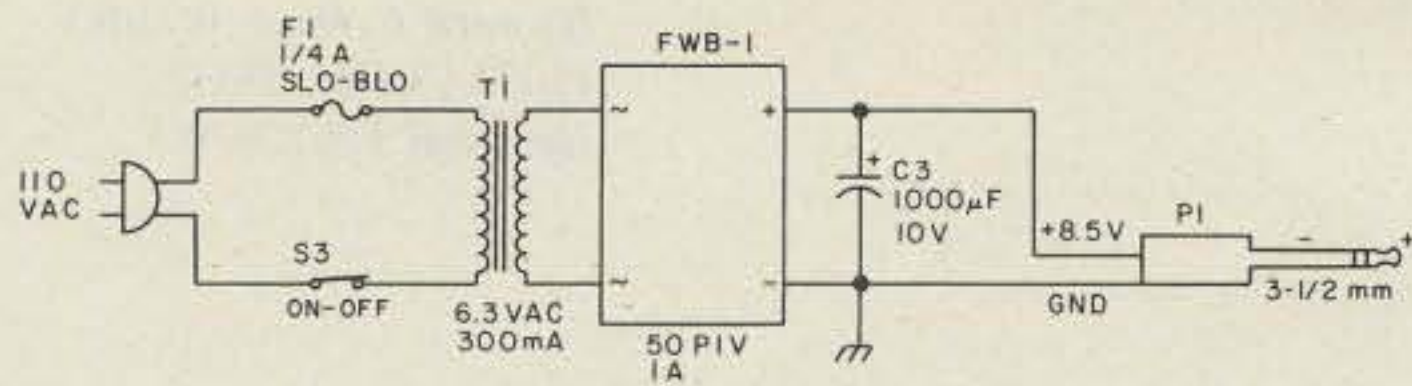 F1
1/4 A
SLO-BLO
T1
FWB-1
~
+
110
VAC
+
C3
1000µF
10V
+8.5V
P1
-
+
S3
ON-OFF
~
-
GND
3-1/2 mm
6.3 VAC
300mA
50 PIV
1A